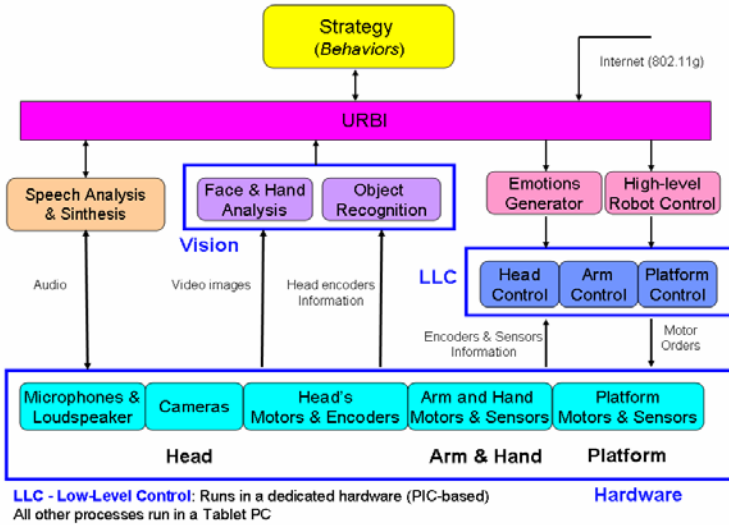 Strategy
(Behaviors)
Internet (802.11g)
URBI
Speech Analysis
& Sinthesis
Face & Hand
Analysis
Object
Recognition
Emotions
Generator
High-level
Robot Control
Vision
LLC
Head
Control
Arm
Control
Platform
Control
Audio
Video images
Head encoders
Information
Encoders & Sensors
Information
Motor
Orders
Microphones &
Loudspeaker
Cameras
Head's
Motors & Encoders
Arm and Hand
Motors & Sensors
Platform
Motors & Sensors
Head
Arm & Hand
Platform
LLC - Low-Level Control: Runs in a dedicated hardware (PIC-based)
Hardware
All other processes run in a Tablet PC